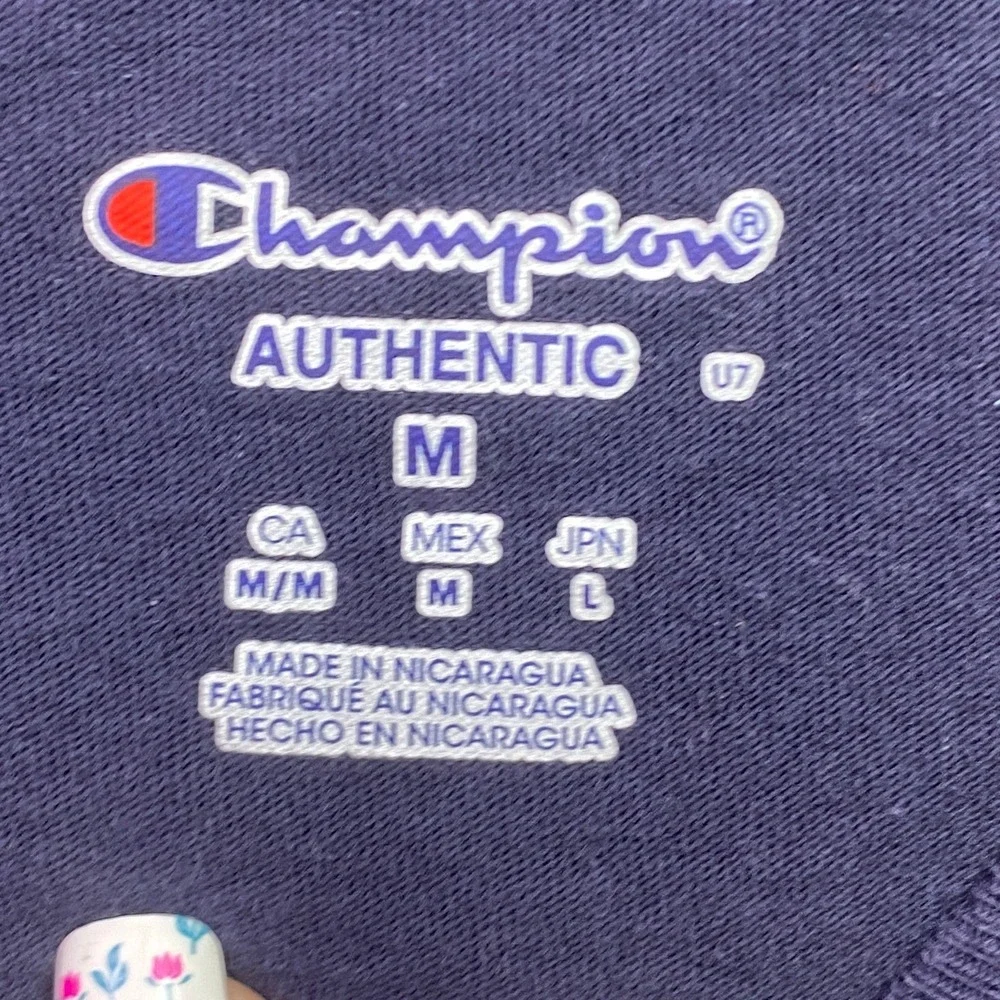 Champion®
AUTHENTIC U7
M
CA MEX JPN
M/M M L
MADE IN NICARAGUA
FABRIQUÉ AU NICARAGUA
HECHO EN NICARAGUA